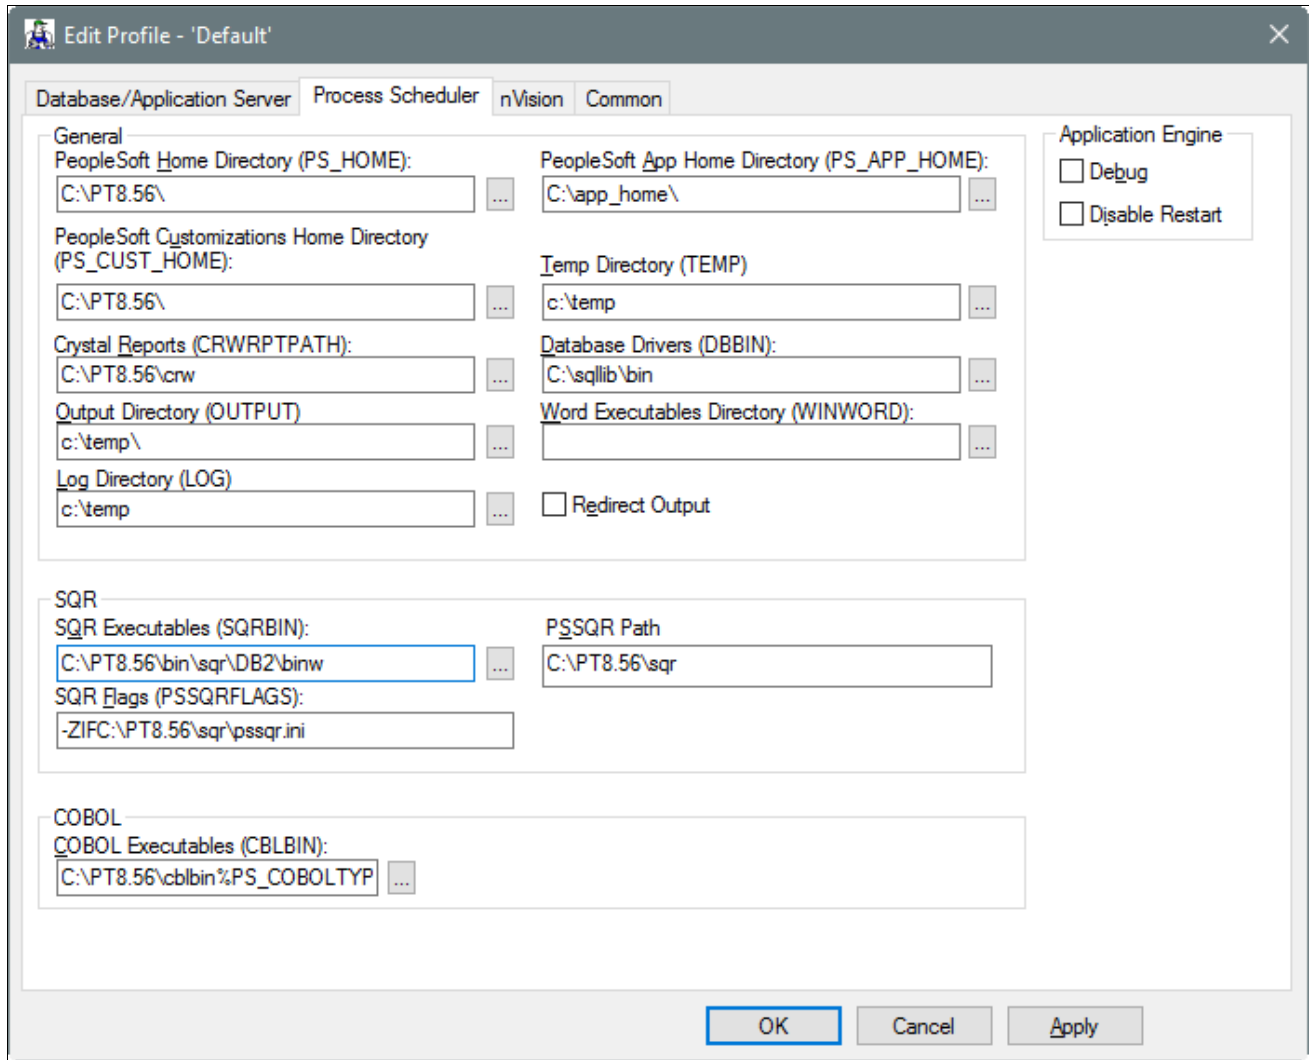 Edit Profile - 'Default'
Database/Application Server
Process Scheduler
nVision
Common
General
PeopleSoft Home Directory (PS_HOME):
C:\PT8.56\
...
PeopleSoft App Home Directory (PS_APP_HOME):
C:\app_home\
...
PeopleSoft Customizations Home Directory
(PS_CUST_HOME):
C:\PT8.56\
...
Temp Directory (TEMP)
c:\temp
...
Crystal Reports (CRWRPTPATH):
C:\PT8.56\crw
...
Database Drivers (DBBIN):
C:\sqllib\bin
...
Output Directory (OUTPUT)
c:\temp\
...
Word Executables Directory (WINWORD):
...
Log Directory (LOG)
c:\temp
...
Redirect Output
Application Engine
Debug
Disable Restart
SQR
SQR Executables (SQRBIN):
C:\PT8.56\bin\sqr\DB2\binw
...
PSSQR Path
C:\PT8.56\sqr
SQR Flags (PSSQRFLAGS):
-ZIFC:\PT8.56\sqr\pssqr.ini
COBOL
COBOL Executables (CBLBIN):
C:\PT8.56\cblbin%PS_COBOLTYP
...
OK
Cancel
Apply